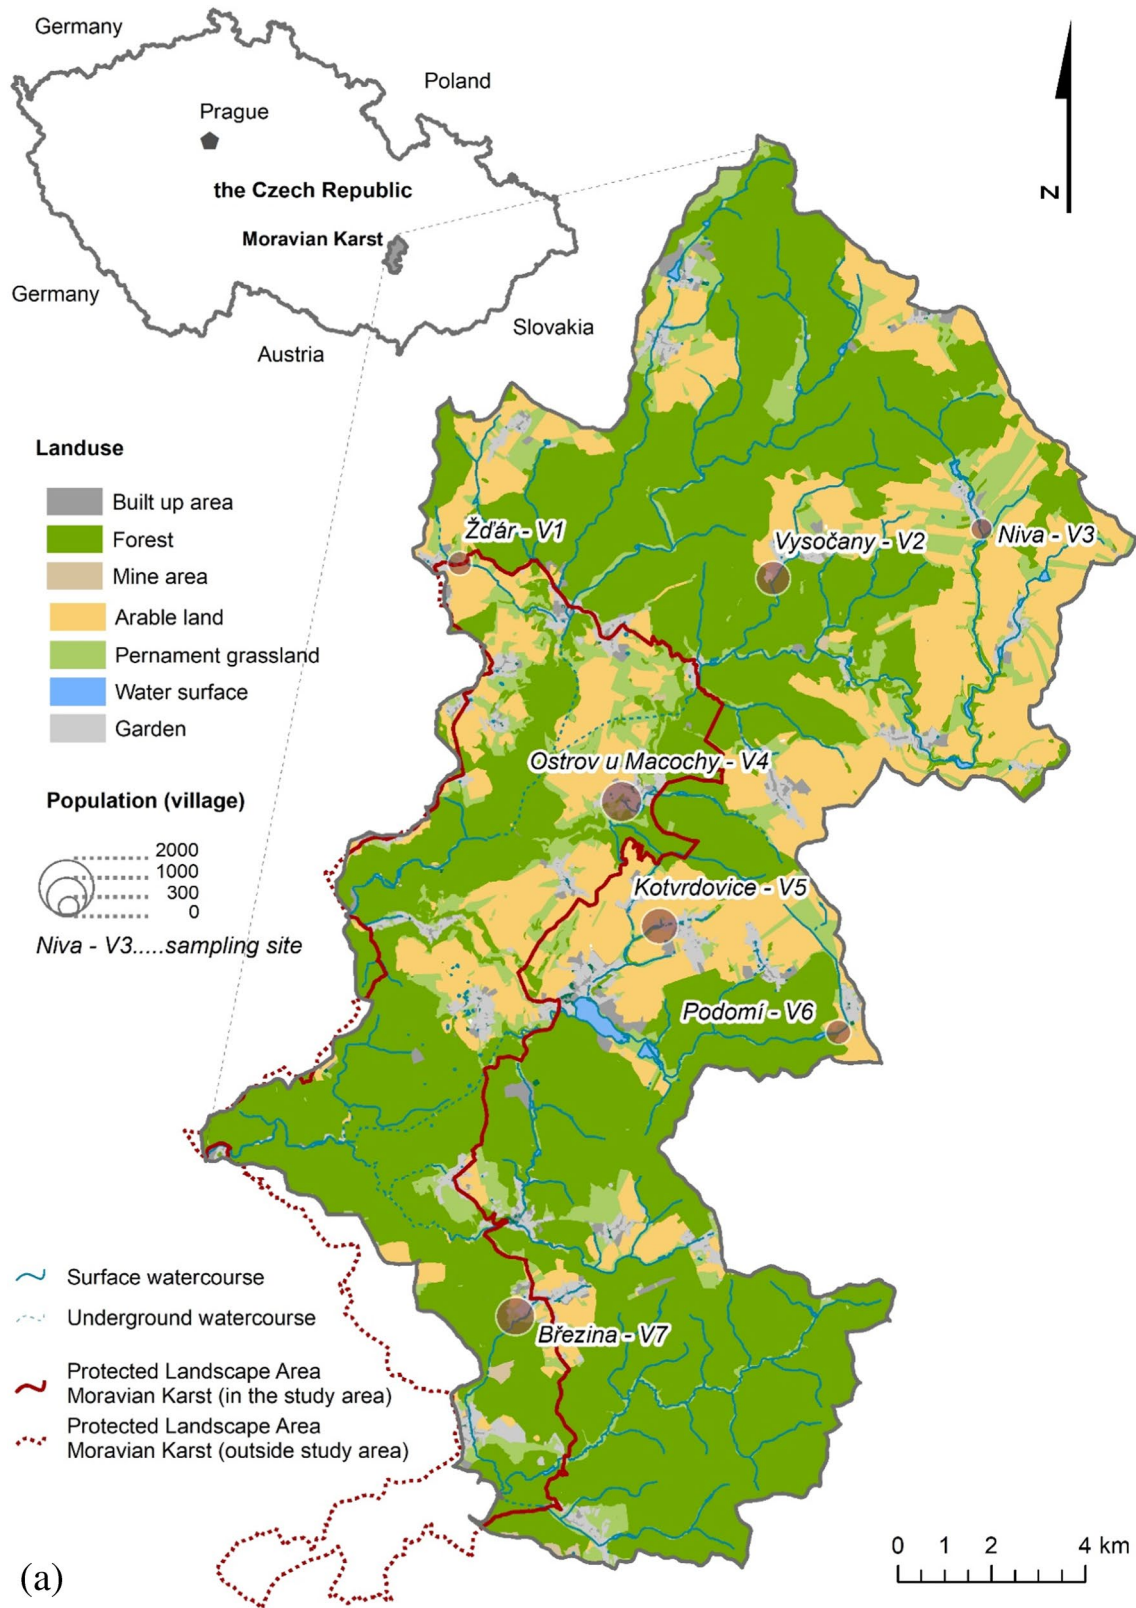 Germany
Poland
Prague
the Czech Republic
Moravian Karst
Germany
Slovakia
Austria
N
Landuse
Built up area
Forest
Mine area
Arable land
Pernament grassland
Water surface
Garden
Population (village)
2000
1000
300
0
Niva - V3.....sampling site
Žďár - V1
Vysočany - V2
Niva - V3
Ostrov u Macochy - V4
Kotvrdovice - V5
Podomí - V6
Březina - V7
Surface watercourse
Underground watercourse
Protected Landscape Area
Moravian Karst (in the study area)
Protected Landscape Area
Moravian Karst (outside study area)
0 1 2 4 km
(a)